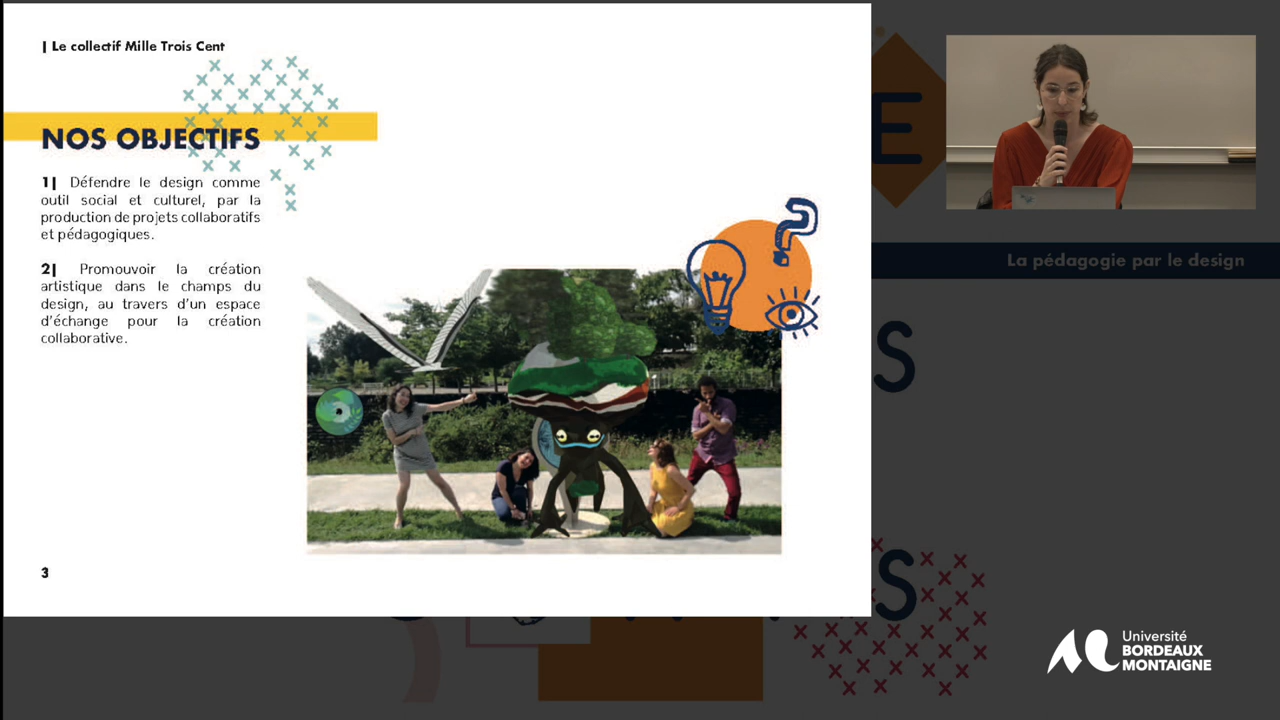 | Le collectif Mille Trois Cent
NOS OBJECTIFS
1| Défendre le design comme
outil social et culturel, par la
production de projets collaboratifs
et pédagogiques.
2| Promouvoir la création
artistique dans le champs du
design, au travers d'un espace
d'échange pour la création
collaborative.
3
E
La pédagogie par le design
S
S
Université
BORDEAUX
MONTAIGNE